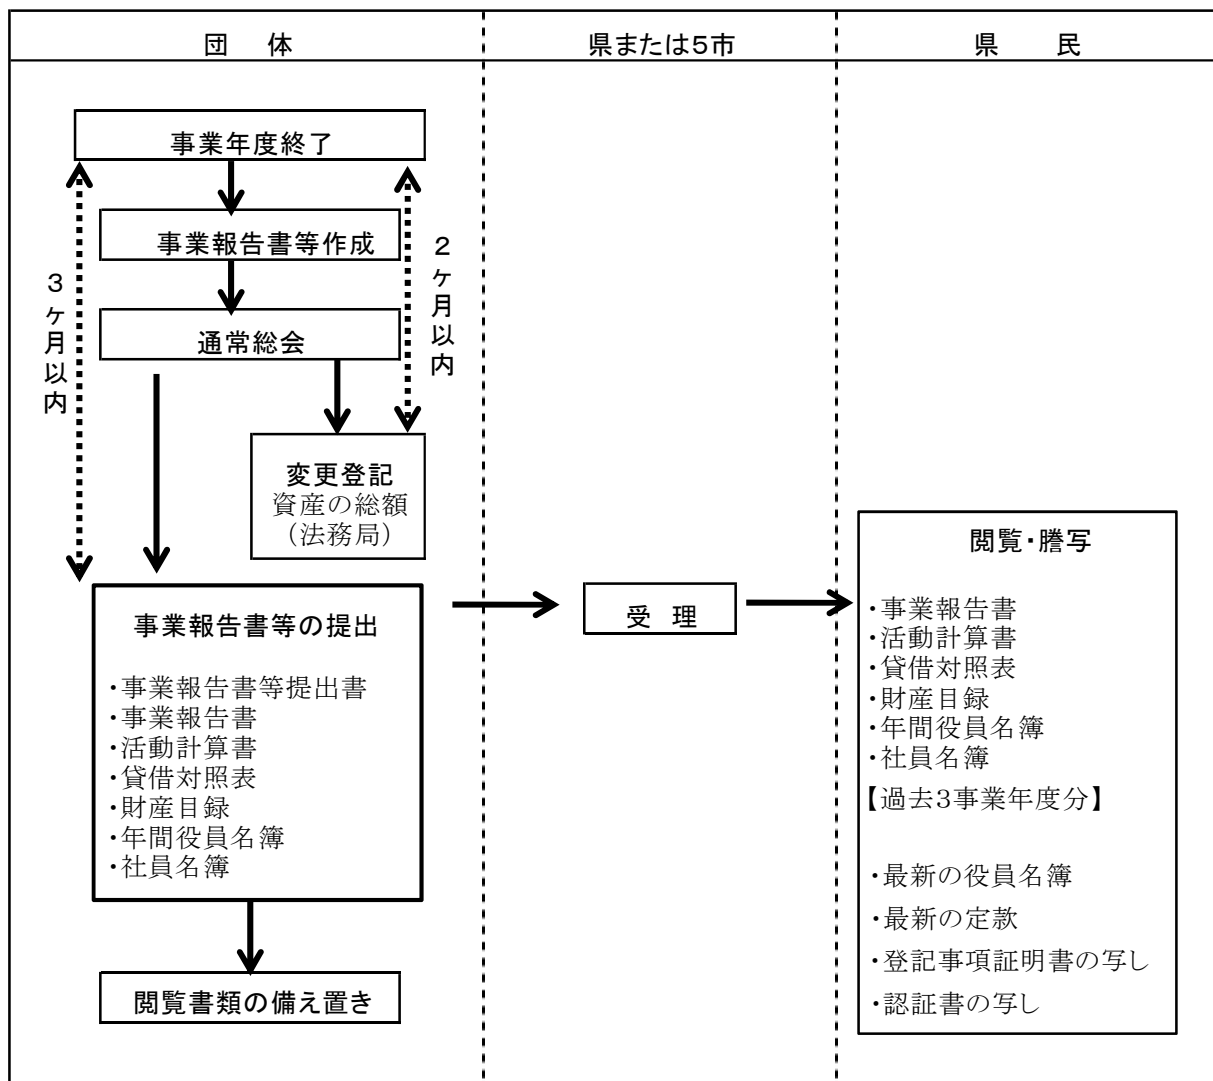 団　体
県または5市
県　民
事業年度終了
事業報告書等作成
通常総会
3ヶ月以内
2ヶ月以内
変更登記
資産の総額
（法務局）
事業報告書等の提出
・事業報告書等提出書
・事業報告書
・活動計算書
・貸借対照表
・財産目録
・年間役員名簿
・社員名簿
閲覧書類の備え置き
受　理
閲覧・謄写
・事業報告書
・活動計算書
・貸借対照表
・財産目録
・年間役員名簿
・社員名簿
【過去3事業年度分】
・最新の役員名簿
・最新の定款
・登記事項証明書の写し
・認証書の写し